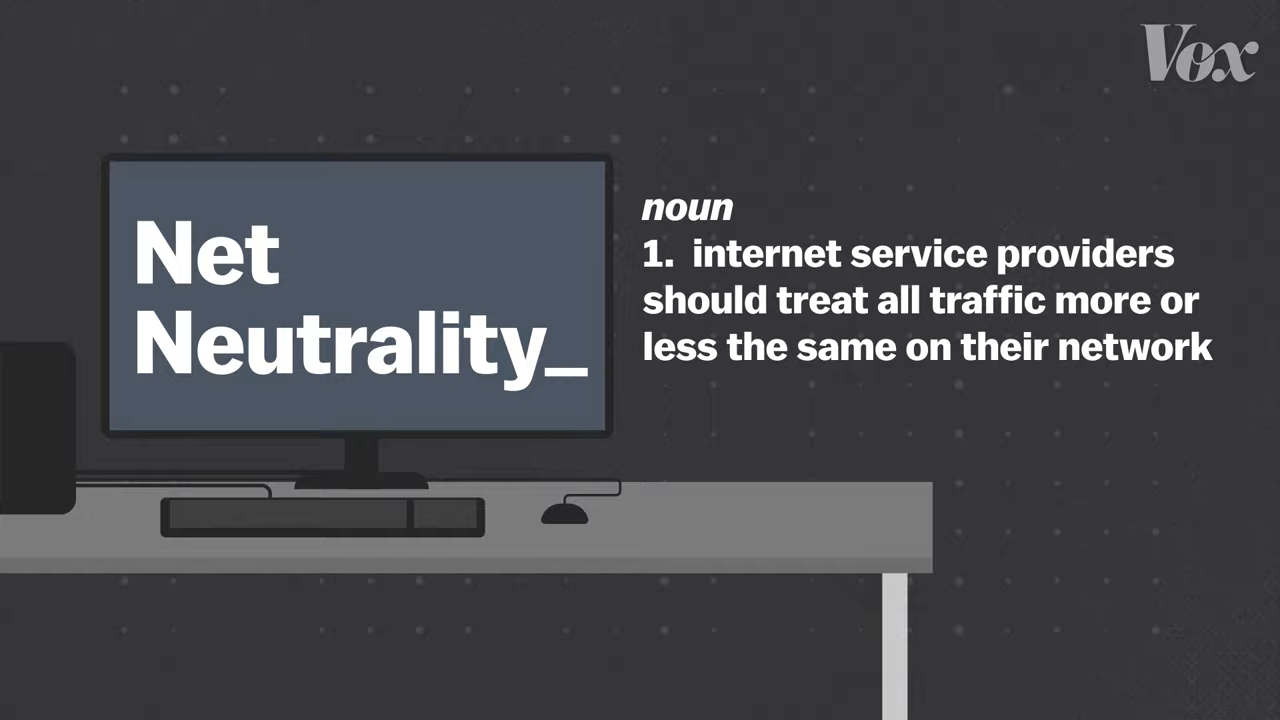 Vox
Net
Neutrality_
noun
1. internet service providers
should treat all traffic more or
less the same on their network